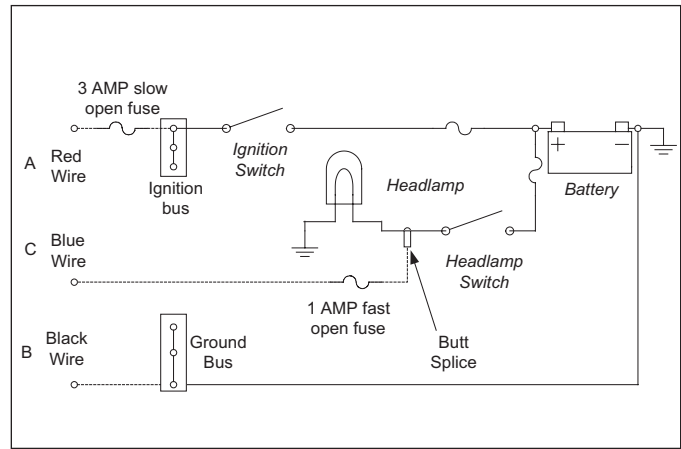 3 AMP slow
open fuse
A
Red
Wire
Ignition
bus
Ignition
Switch
Headlamp
+
−
Battery
C
Blue
Wire
Headlamp
Switch
1 AMP fast
open fuse
Butt
Splice
B
Black
Wire
Ground
Bus